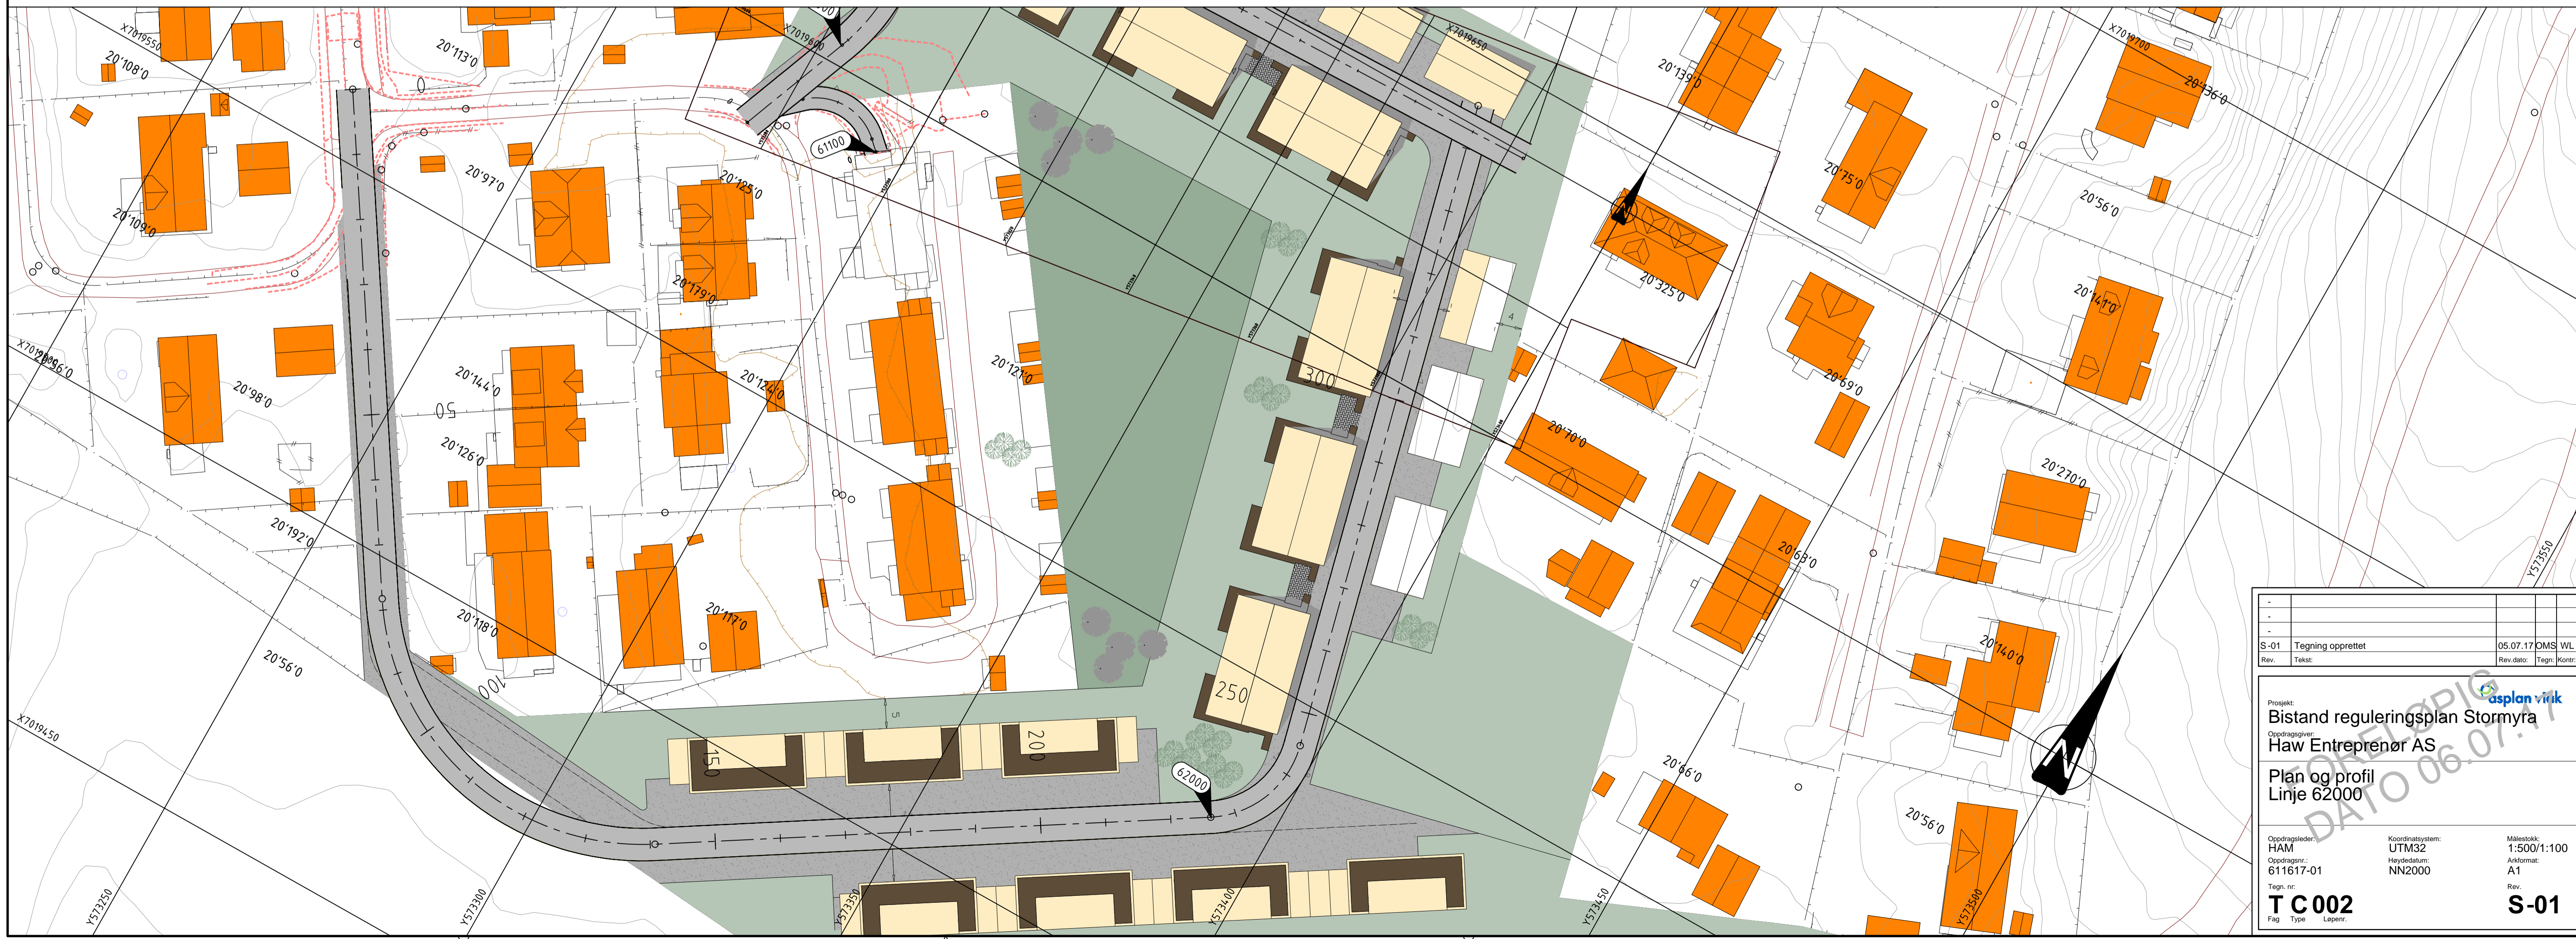 X7019550
20'108'0
20'113'0
0
00
X7019600
X7019650
X7019700
20'139'0
20'136'0
61100
0
20'109'0
20'97'0
20'125'0
20'75'0
20'56'0
N
20'179'0
20'325'0
20'141'0
4
20'96'0
20'98'0
20'144'0
50
20'124'0
20'121'0
300
20'69'0
20'126'0
20'70'0
20'270'0
20'192'0
20'63'0
20'118'0
20'117'0
20'56'0
100
20'140'0
250
5
X7019450
150
200
62000
20'66'0
20'56'0
N
Y573250
Y573300
Y573350
Y573400
Y573450
Y573500
Y573550
-
-
-
S-01 Tegning opprettet 05.07.17 OMS WL
Rev. Tekst: Rev.dato: Tegn: Kontr:
asplan viak
Prosjekt:
Bistand reguleringsplan Stormyra
Oppdragsgiver:
Haw Entreprenør AS
Plan og profil
Linje 62000
FORELØPIG
DATO 06.07.17
Oppdragsleder: Koordinatsystem: Målestokk:
HAM UTM32 1:500/1:100
Oppdragsnr.: Høydedatum: Arkformat:
611617-01 NN2000 A1
Tegn. nr: Rev.
T C 002 S-01
Fag Type Løpenr.